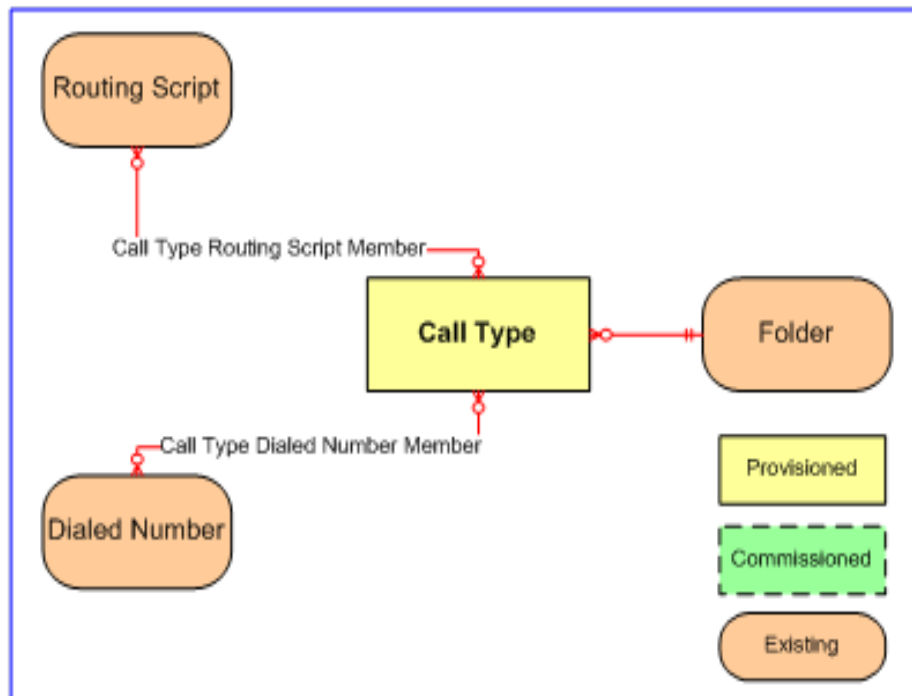 Routing Script
Call Type Routing Script Member
Call Type
Folder
Call Type Dialed Number Member
Dialed Number
Provisioned
Commissioned
Existing